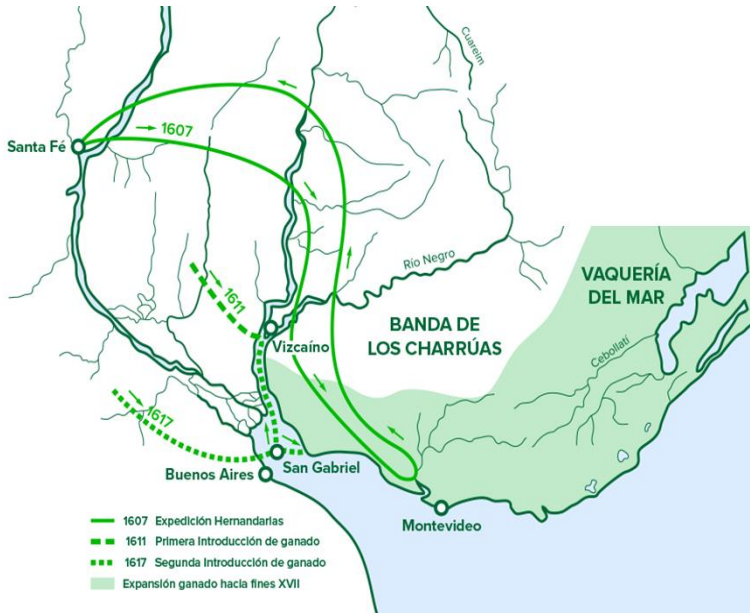 Cuareim
Santa Fé
1607
Río Negro
VAQUERÍA
DEL MAR
1611
BANDA DE
LOS CHARRÚAS
Vizcaíno
Cebollatí
1617
San Gabriel
Buenos Aires
Montevideo
1607 Expedición Hernandarias
1611 Primera Introducción de ganado
1617 Segunda Introducción de ganado
Expansión ganado hacia fines XVII